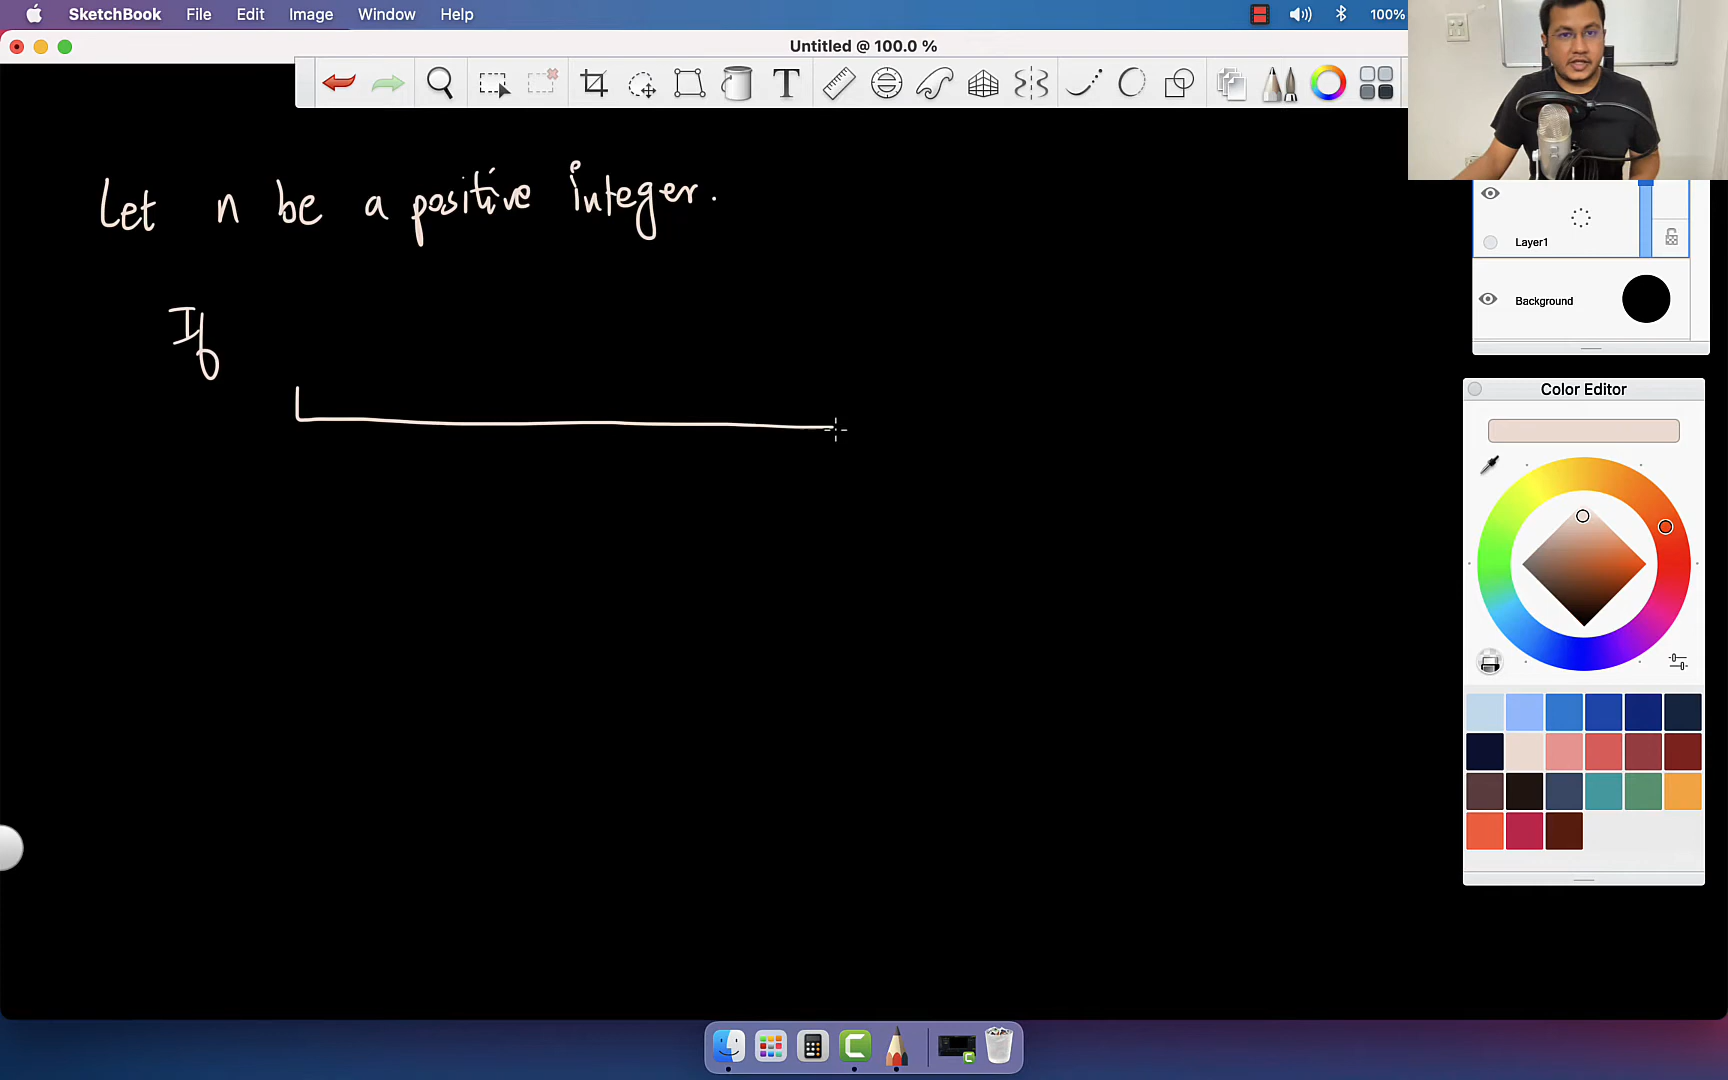 SketchBook File Edit Image Window Help 100%
Untitled @ 100.0 %
T
Let n be a positive integer.
If
Layer1
Background
Color Editor